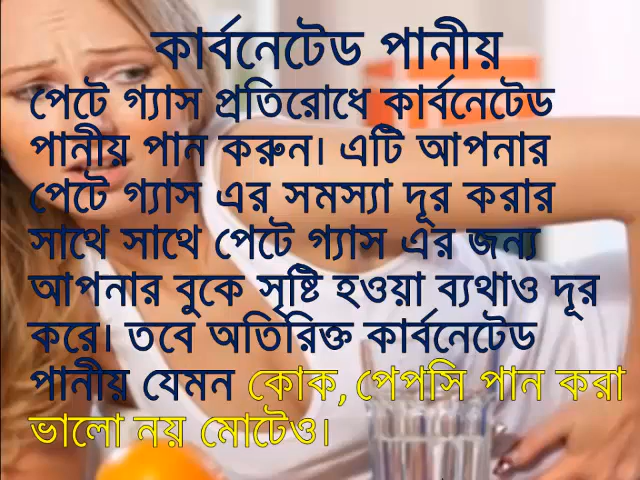 কার্বনেটেড পানীয়
পেটে গ্যাস প্রতিরোধে কার্বনেটেড
পানীয় পান করুন। এটি আপনার
পেটে গ্যাস এর সমস্যা দূর করার
সাথে সাথে পেটে গ্যাস এর জন্য
আপনার বুকে সৃষ্টি হওয়া ব্যথাও দূর
করে। তবে অতিরিক্ত কার্বনেটেড
পানীয় যেমন কোক, পেপসি পান করা
ভালো নয় মোটেও।